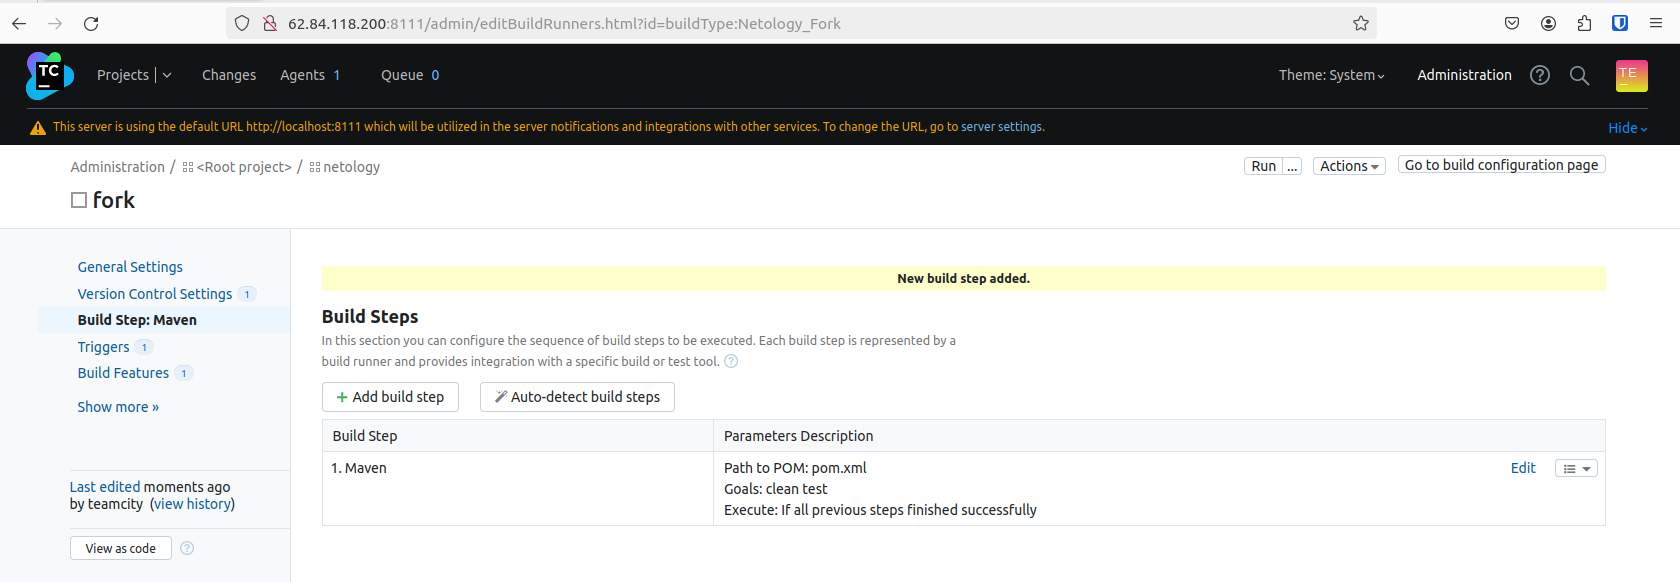 62.84.118.200:8111/admin/editBuildRunners.html?id=buildType:Netology_Fork
TC
Projects Changes Agents 1 Queue 0 Theme: System Administration ? TE
This server is using the default URL http://localhost:8111 which will be utilized in the server notifications and integrations with other services. To change the URL, go to server settings. Hide
Administration / <Root project> / netology Run ... Actions Go to build configuration page
fork
General Settings
Version Control Settings 1
Build Step: Maven
Triggers 1
Build Features 1
Show more »
Last edited moments ago
by teamcity (view history)
View as code ?
New build step added.
Build Steps
In this section you can configure the sequence of build steps to be executed. Each build step is represented by a
build runner and provides integration with a specific build or test tool. ?
+ Add build step Auto-detect build steps
Build Step Parameters Description
1. Maven Path to POM: pom.xml Edit
Goals: clean test
Execute: If all previous steps finished successfully